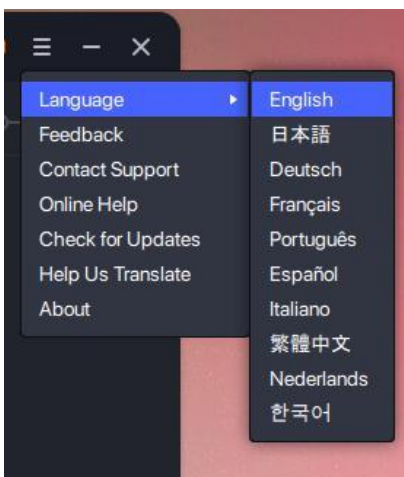 Language
Feedback
Contact Support
Online Help
Check for Updates
Help Us Translate
About
English
日本語
Deutsch
Français
Português
Español
Italiano
繁體中文
Nederlands
한국어